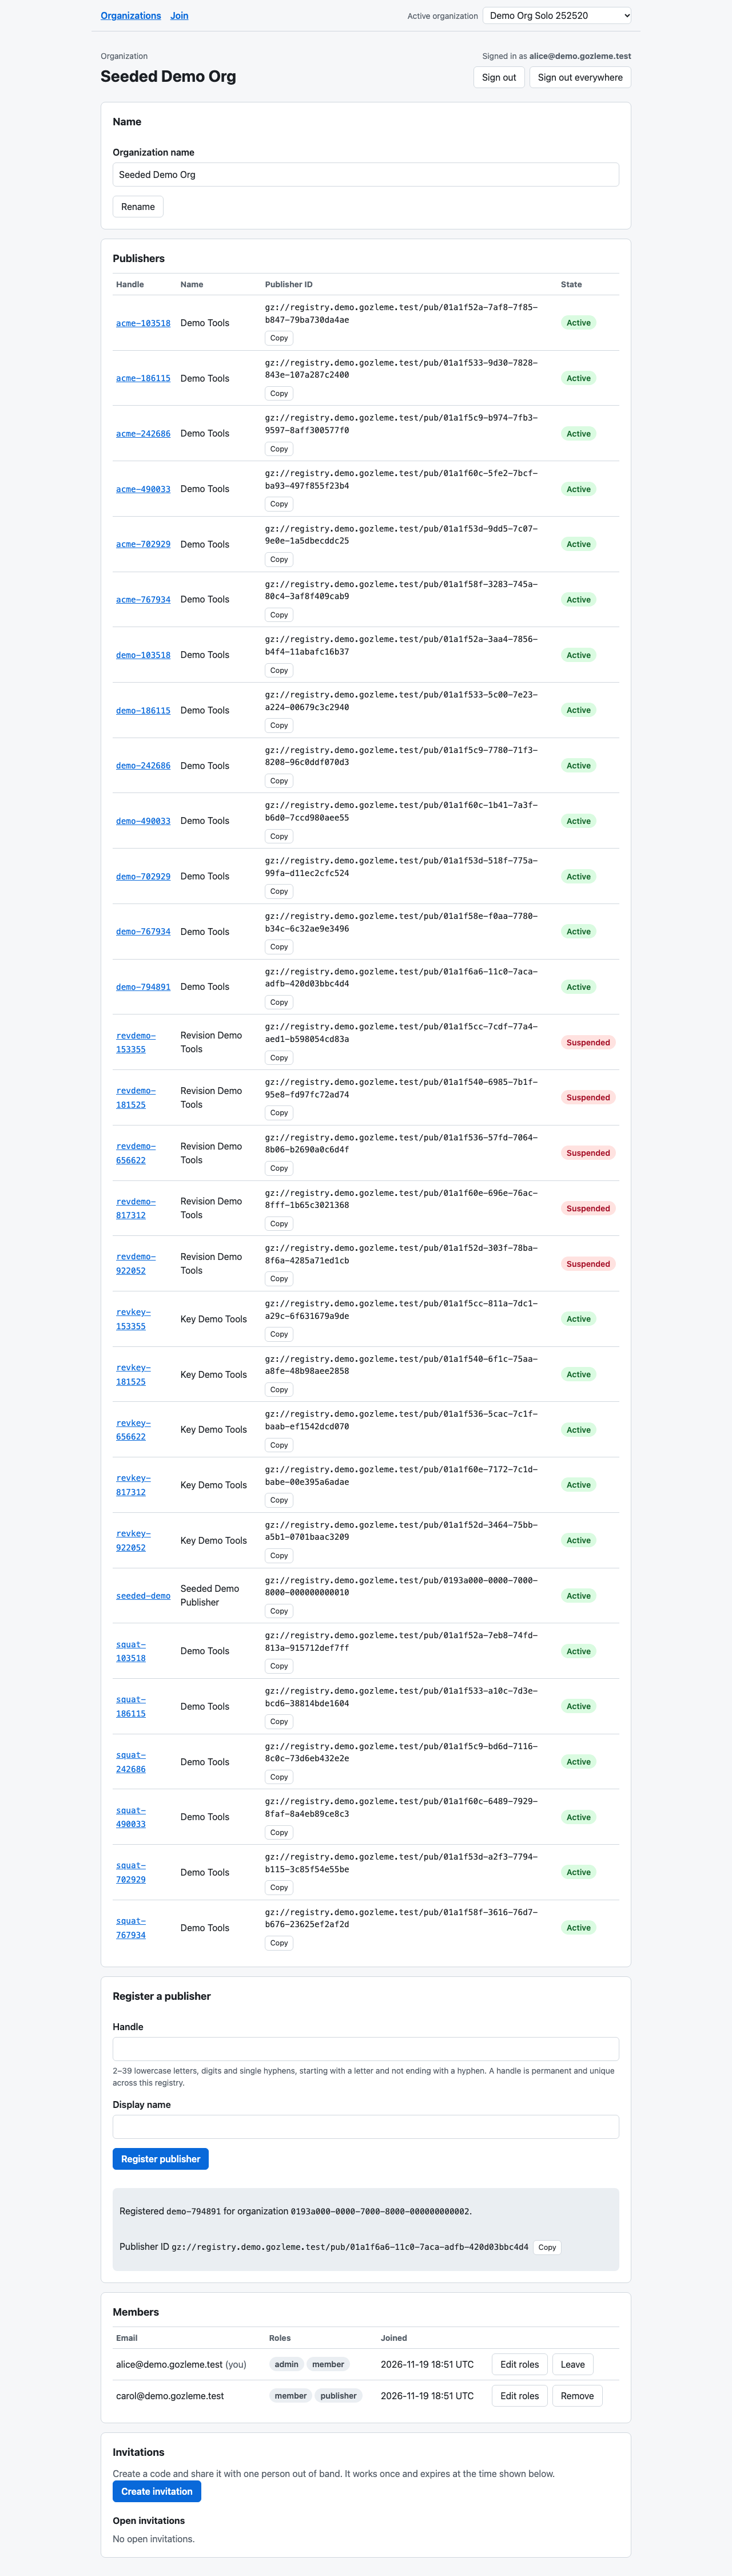 Organizations Join Active organization Demo Org Solo 252520
Organization Signed in as alice@demo.gozleme.test
Seeded Demo Org Sign out Sign out everywhere
Name
Organization name
Seeded Demo Org
Rename
Publishers
Handle Name Publisher ID State
acme-103518 Demo Tools gz://registry.demo.gozleme.test/pub/01a1f52a-7af8-7f85-
b847-79ba730da4ae Active
Copy
acme-186115 Demo Tools gz://registry.demo.gozleme.test/pub/01a1f533-9d30-7828-
843e-107a287c2400 Active
Copy
acme-242686 Demo Tools gz://registry.demo.gozleme.test/pub/01a1f5c9-b974-7fb3-
9597-8aff300577f0 Active
Copy
acme-490033 Demo Tools gz://registry.demo.gozleme.test/pub/01a1f60c-5fe2-7bcf-
ba93-497f855f23b4 Active
Copy
acme-702929 Demo Tools gz://registry.demo.gozleme.test/pub/01a1f53d-9dd5-7c07-
9e0e-1a5dbecddc25 Active
Copy
acme-767934 Demo Tools gz://registry.demo.gozleme.test/pub/01a1f58f-3283-745a-
80c4-3af8f409cab9 Active
Copy
demo-103518 Demo Tools gz://registry.demo.gozleme.test/pub/01a1f52a-3aa4-7856-
b4f4-11abafc16b37 Active
Copy
demo-186115 Demo Tools gz://registry.demo.gozleme.test/pub/01a1f533-5c00-7e23-
a224-00679c3c2940 Active
Copy
demo-242686 Demo Tools gz://registry.demo.gozleme.test/pub/01a1f5c9-7780-71f3-
8208-96c0ddf070d3 Active
Copy
demo-490033 Demo Tools gz://registry.demo.gozleme.test/pub/01a1f60c-1b41-7a3f-
b6d0-7ccd980aee55 Active
Copy
demo-702929 Demo Tools gz://registry.demo.gozleme.test/pub/01a1f53d-518f-775a-
99fa-d11ec2cfc524 Active
Copy
demo-767934 Demo Tools gz://registry.demo.gozleme.test/pub/01a1f58e-f0aa-7780-
b34c-6c32ae9e3496 Active
Copy
demo-794891 Demo Tools gz://registry.demo.gozleme.test/pub/01a1f6a6-11c0-7aca-
adfb-420d03bbc4d4 Active
Copy
revdemo-
153355 Revision Demo
Tools gz://registry.demo.gozleme.test/pub/01a1f5cc-7cdf-77a4-
aed1-b598054cd83a Suspended
Copy
revdemo-
181525 Revision Demo
Tools gz://registry.demo.gozleme.test/pub/01a1f540-6985-7b1f-
95e8-fd97fc72ad74 Suspended
Copy
revdemo-
656622 Revision Demo
Tools gz://registry.demo.gozleme.test/pub/01a1f536-57fd-7064-
8b06-b2690a0c6d4f Suspended
Copy
revdemo-
817312 Revision Demo
Tools gz://registry.demo.gozleme.test/pub/01a1f60e-696e-76ac-
8fff-1b65c3021368 Suspended
Copy
revdemo-
922052 Revision Demo
Tools gz://registry.demo.gozleme.test/pub/01a1f52d-303f-78ba-
8f6a-4285a71ed1cb Suspended
Copy
revkey-
153355 Key Demo Tools gz://registry.demo.gozleme.test/pub/01a1f5cc-811a-7dc1-
a29c-6f631679a9de Active
Copy
revkey-
181525 Key Demo Tools gz://registry.demo.gozleme.test/pub/01a1f540-6f1c-75aa-
a8fe-48b98aee2858 Active
Copy
revkey-
656622 Key Demo Tools gz://registry.demo.gozleme.test/pub/01a1f536-5cac-7c1f-
baab-ef1542dcd070 Active
Copy
revkey-
817312 Key Demo Tools gz://registry.demo.gozleme.test/pub/01a1f60e-7172-7c1d-
babe-00e395a6adae Active
Copy
revkey-
922052 Key Demo Tools gz://registry.demo.gozleme.test/pub/01a1f52d-3464-75bb-
a5b1-0701baac3209 Active
Copy
seeded-demo Seeded Demo
Publisher gz://registry.demo.gozleme.test/pub/0193a000-0000-7000-
8000-000000000010 Active
Copy
squat-
103518 Demo Tools gz://registry.demo.gozleme.test/pub/01a1f52a-7eb8-74fd-
813a-915712def7ff Active
Copy
squat-
186115 Demo Tools gz://registry.demo.gozleme.test/pub/01a1f533-a10c-7d3e-
bcd6-38814bde1604 Active
Copy
squat-
242686 Demo Tools gz://registry.demo.gozleme.test/pub/01a1f5c9-bd6d-7116-
8c0c-73d6eb432e2e Active
Copy
squat-
490033 Demo Tools gz://registry.demo.gozleme.test/pub/01a1f60c-6489-7929-
8faf-8a4eb89ce8c3 Active
Copy
squat-
702929 Demo Tools gz://registry.demo.gozleme.test/pub/01a1f53d-a2f3-7794-
b115-3c85f54e55be Active
Copy
squat-
767934 Demo Tools gz://registry.demo.gozleme.test/pub/01a1f58f-3616-76d7-
b676-23625ef2af2d Active
Copy
Register a publisher
Handle
2–39 lowercase letters, digits and single hyphens, starting with a letter and not ending with a hyphen. A handle is permanent and unique
across this registry.
Display name
Register publisher
Registered demo-794891 for organization 0193a000-0000-7000-8000-000000000002.
Publisher ID gz://registry.demo.gozleme.test/pub/01a1f6a6-11c0-7aca-adfb-420d03bbc4d4 Copy
Members
Email Roles Joined
alice@demo.gozleme.test (you) admin member 2026-11-19 18:51 UTC Edit roles Leave
carol@demo.gozleme.test member publisher 2026-11-19 18:51 UTC Edit roles Remove
Invitations
Create a code and share it with one person out of band. It works once and expires at the time shown below.
Create invitation
Open invitations
No open invitations.